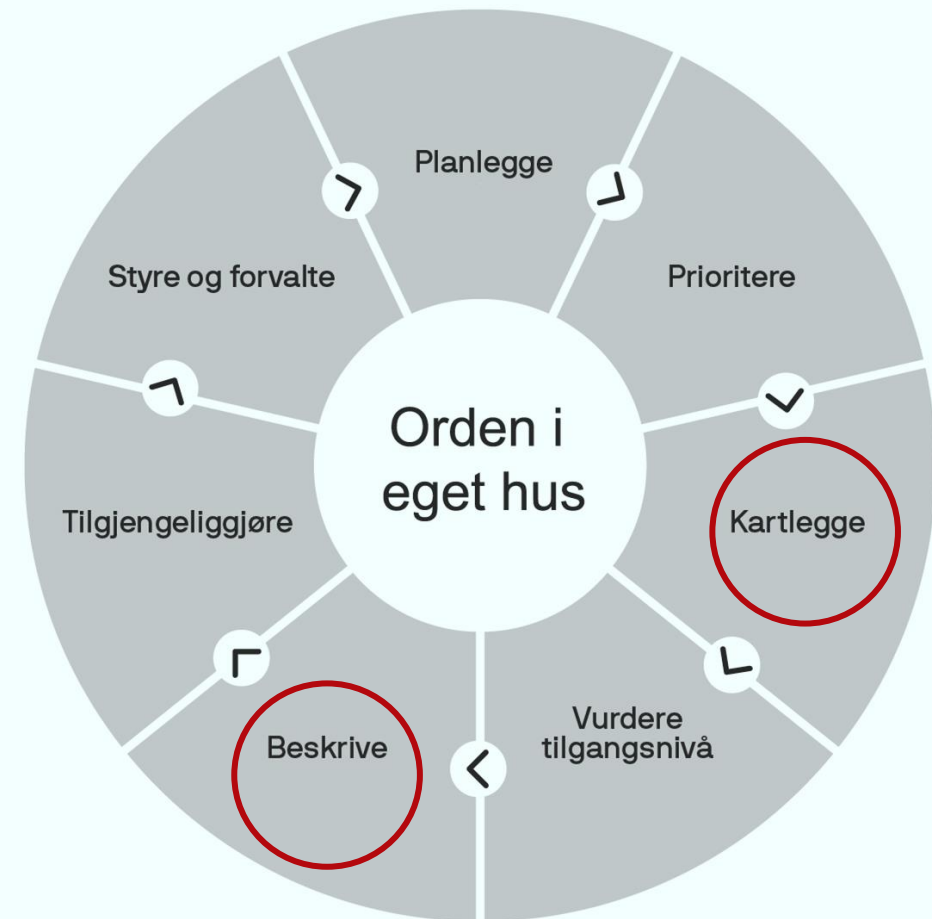 Planlegge
Prioritere
Kartlegge
Vurdere
tilgangsnivå
Beskrive
Tilgjengeliggjøre
Styre og forvalte
Orden i
eget hus